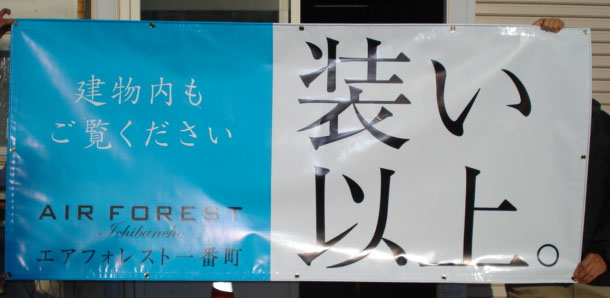 建物内も
ご覧ください
AIR FOREST
Ichibancho
エアフォレスト一番町
装い
以上。